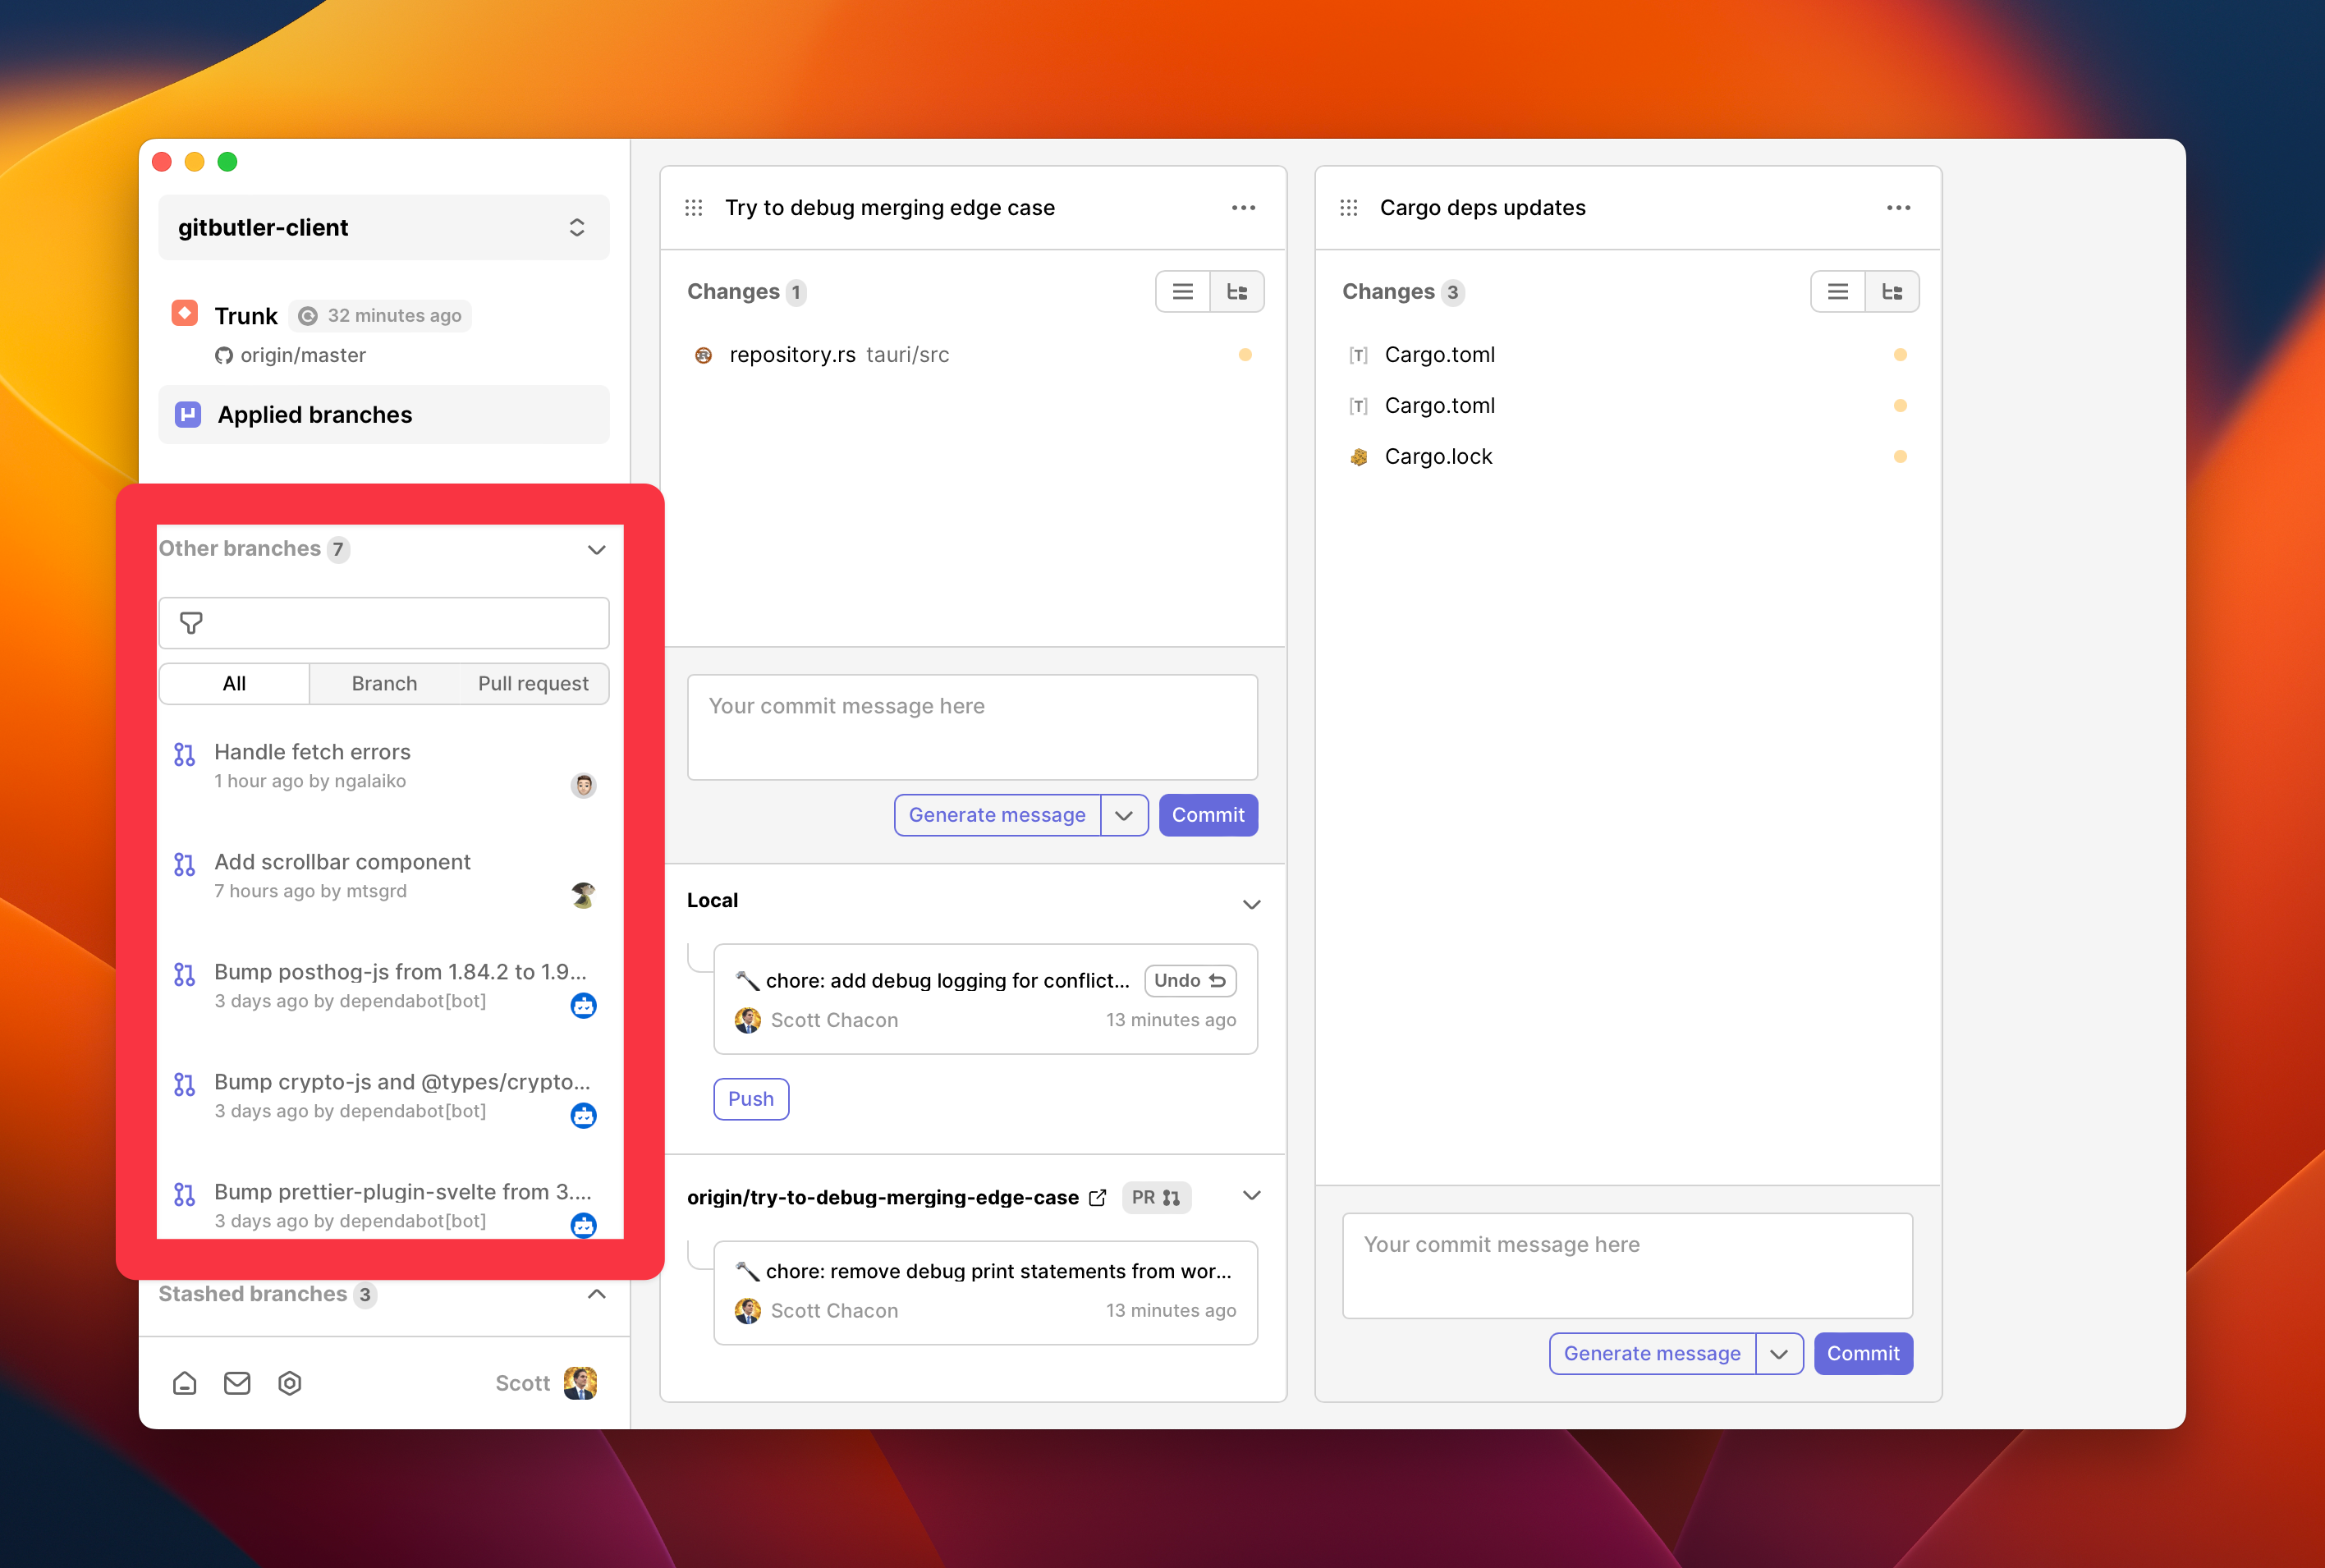 gitbutler-client
Trunk 32 minutes ago
origin/master
Applied branches
Other branches 7
All Branch Pull request
Handle fetch errors
1 hour ago by ngalaiko
Add scrollbar component
7 hours ago by mtsgrd
Bump posthog-js from 1.84.2 to 1.9...
3 days ago by dependabot[bot]
Bump crypto-js and @types/crypto...
3 days ago by dependabot[bot]
Bump prettier-plugin-svelte from 3....
3 days ago by dependabot[bot]
Stashed branches 3
Scott
Try to debug merging edge case
Changes 1
repository.rs tauri/src
Your commit message here
Generate message Commit
Local
chore: add debug logging for conflict... Undo
Scott Chacon 13 minutes ago
Push
origin/try-to-debug-merging-edge-case PR
chore: remove debug print statements from wor...
Scott Chacon 13 minutes ago
Cargo deps updates
Changes 3
[T] Cargo.toml
[T] Cargo.toml
Cargo.lock
Your commit message here
Generate message Commit